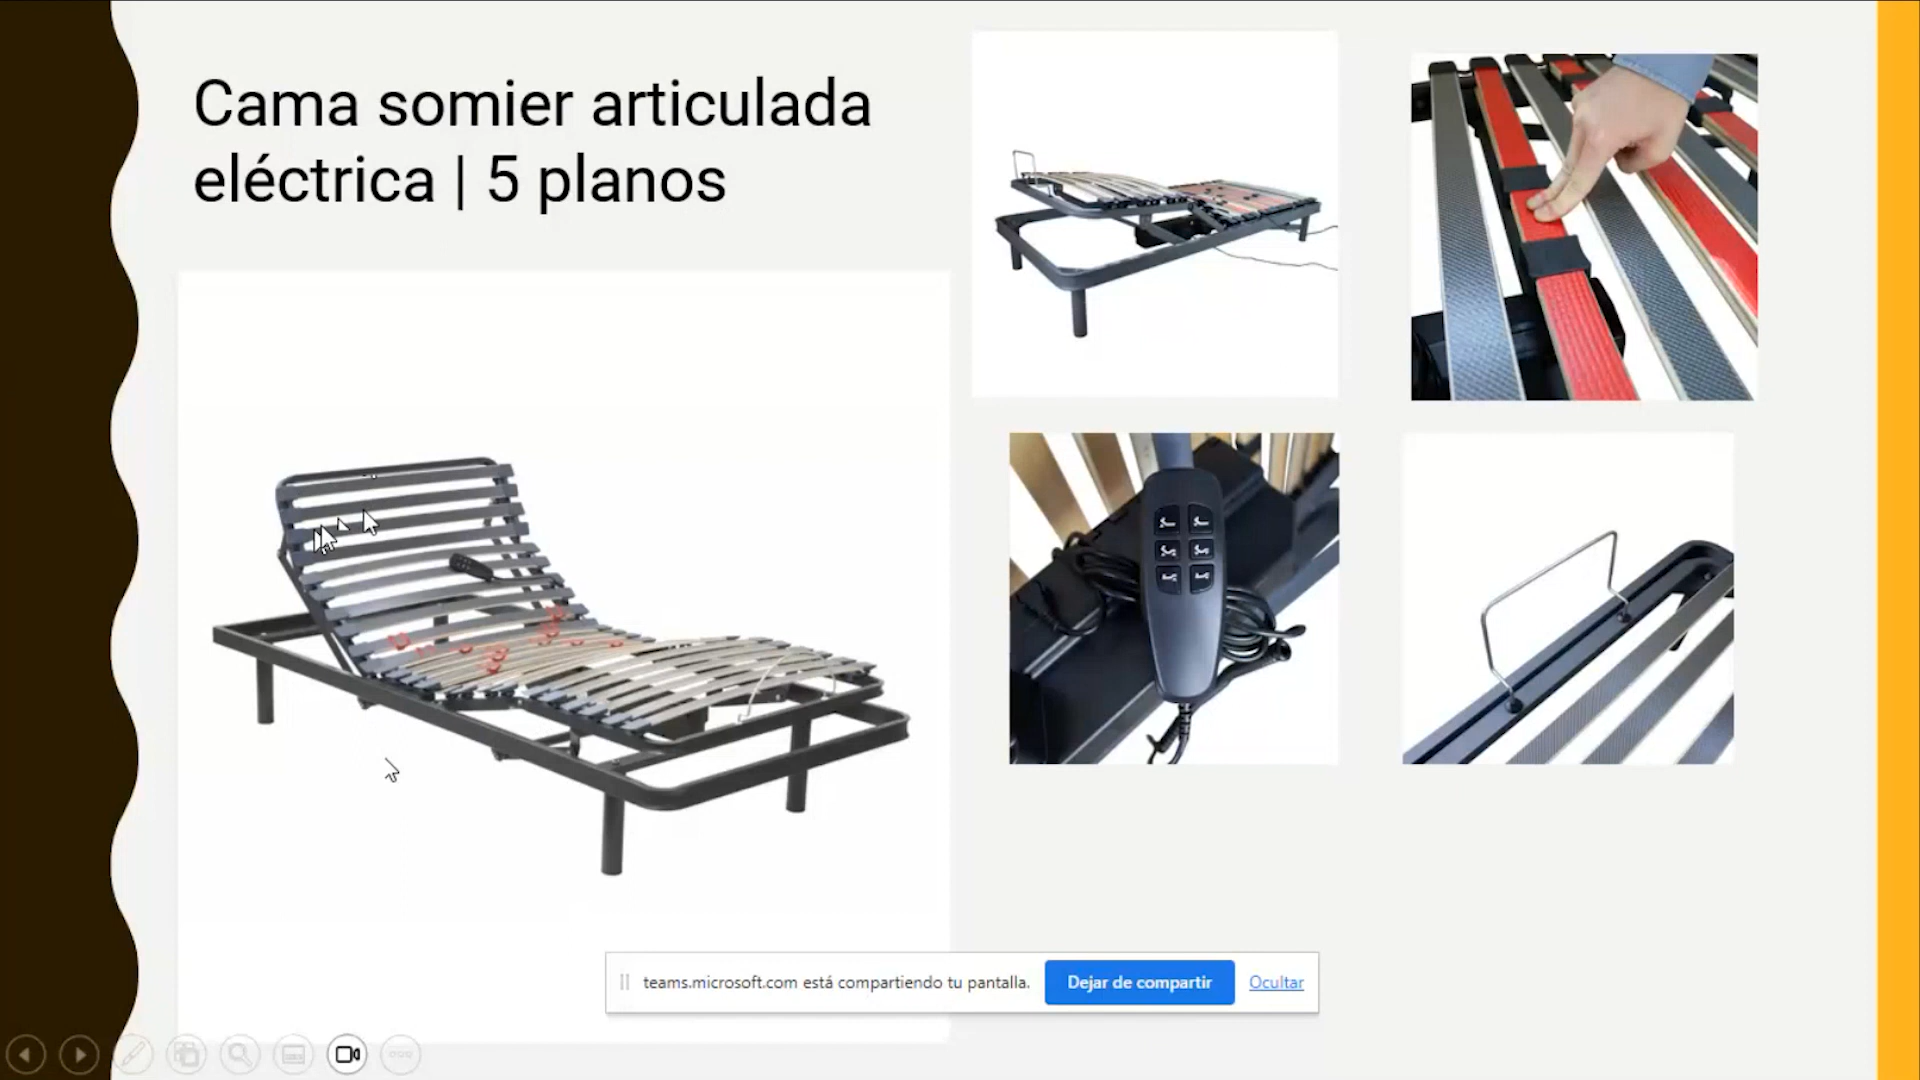 Cama somier articulada
eléctrica | 5 planos
teams.microsoft.com está compartiendo tu pantalla.
Dejar de compartir
Ocultar